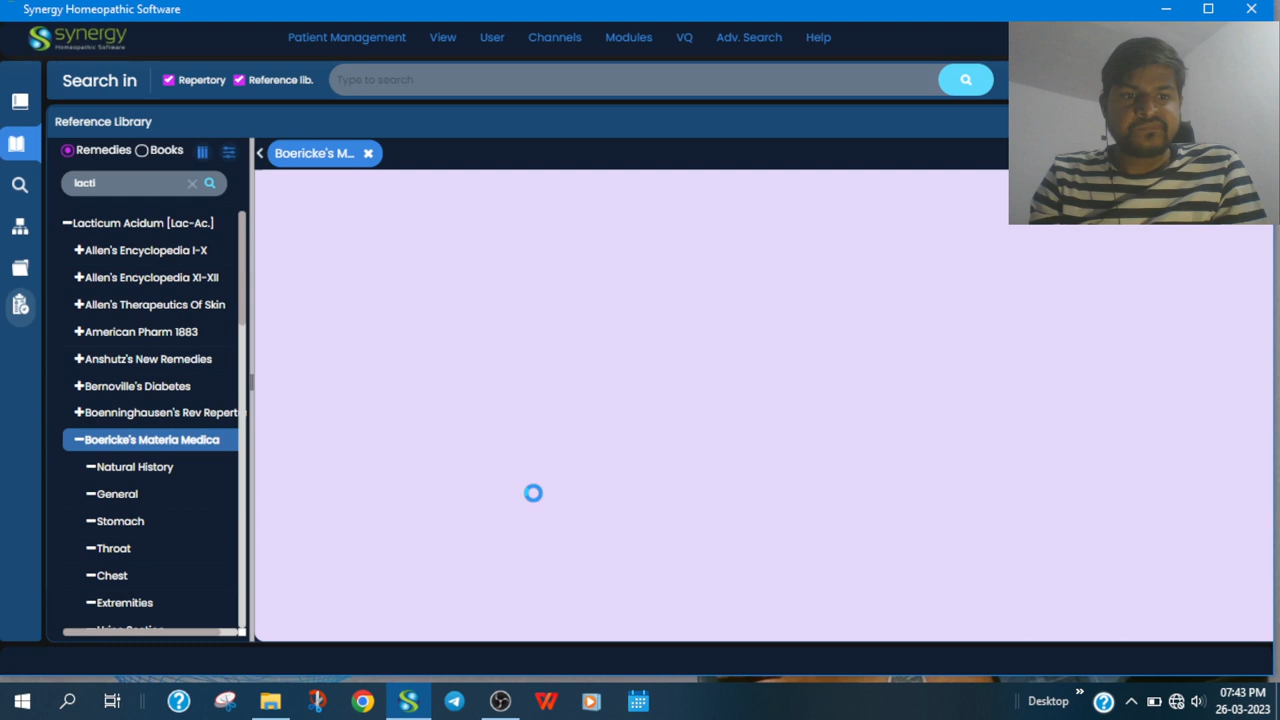 Synergy Homeopathic Software
synergy
Homeopathic Software
Patient Management View User Channels Modules VQ Adv. Search Help
Search in Repertory Reference lib. Type to search
Reference Library
Remedies Books
Boericke's M...
lacti
Lacticum Acidum [Lac-Ac.]
Allen's Encyclopedia I-X
Allen's Encyclopedia XI-XII
Allen's Therapeutics Of Skin
American Pharm 1883
Anshutz's New Remedies
Bernoville's Diabetes
Boenninghausen's Rev Repert
Boericke's Materia Medica
Natural History
General
Stomach
Throat
Chest
Extremities
Desktop
07:43 PM
26-03-2023